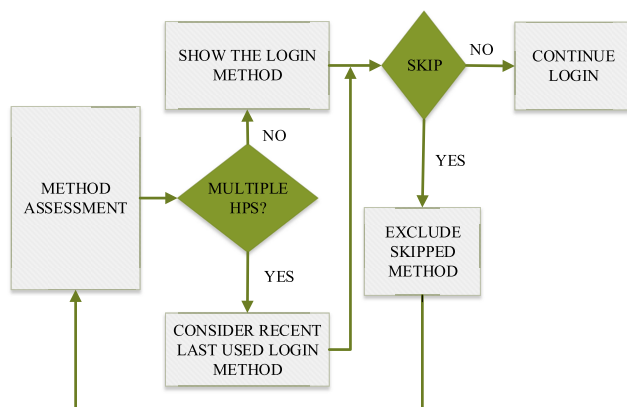 SHOW THE LOGIN
METHOD
SKIP
NO
CONTINUE
LOGIN
METHOD
ASSESSMENT
NO
MULTIPLE
HPS?
YES
YES
EXCLUDE
SKIPPED
METHOD
CONSIDER RECENT
LAST USED LOGIN
METHOD